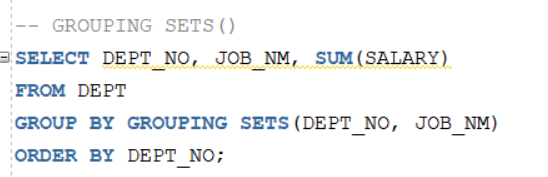 -- GROUPING SETS()
SELECT DEPT_NO, JOB_NM, SUM(SALARY)
FROM DEPT
GROUP BY GROUPING SETS(DEPT_NO, JOB_NM)
ORDER BY DEPT_NO;